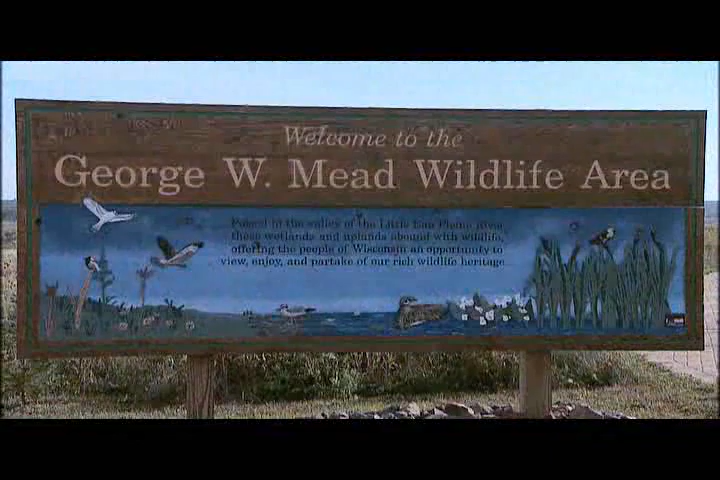 Welcome to the
George W. Mead Wildlife Area
Poised in the valley of the Little Eau Pleine river,
these wetlands and uplands abound with wildlife,
offering the people of Wisconsin an opportunity to
view, enjoy, and partake of our rich wildlife heritage.